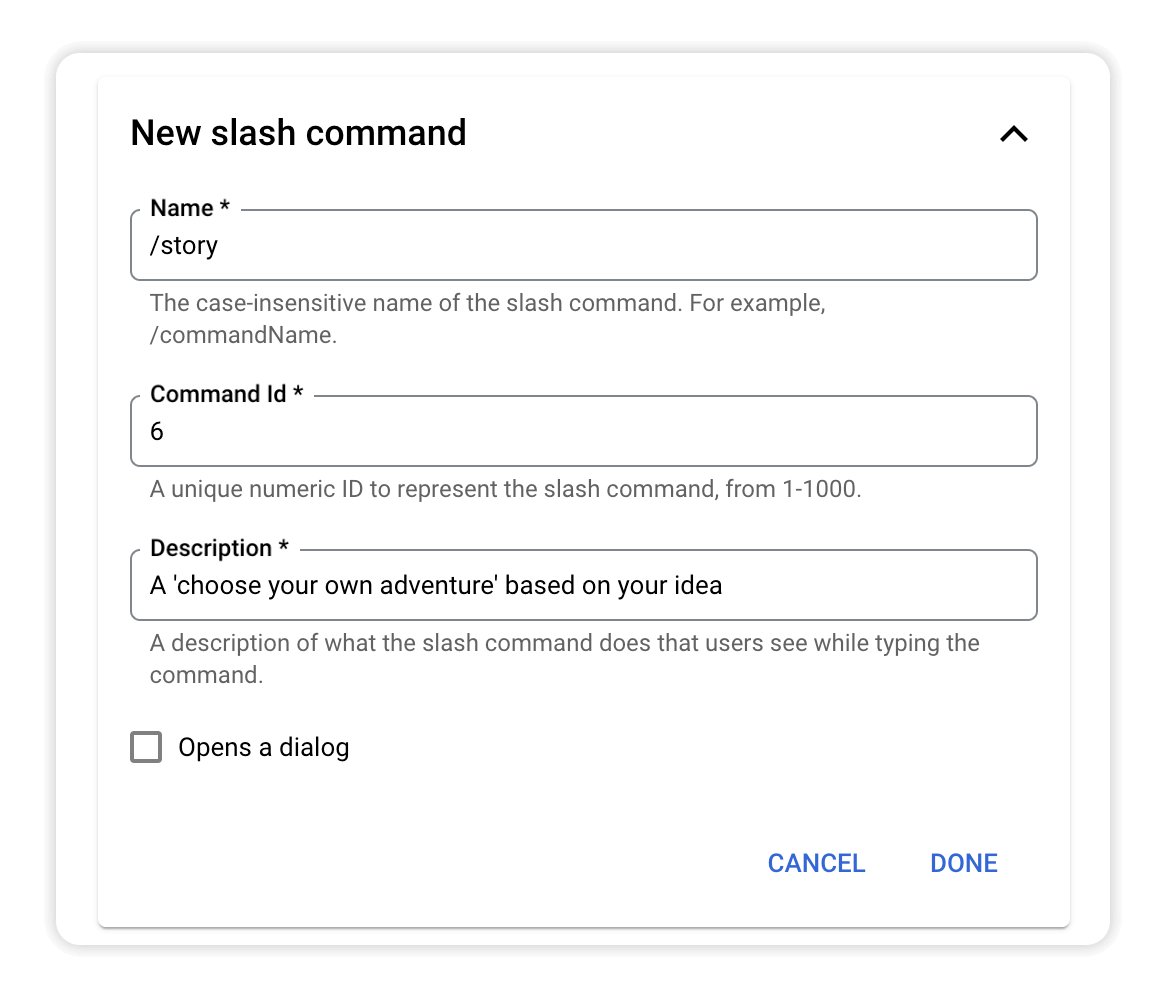 New slash command
Name *
/story
The case-insensitive name of the slash command. For example,
/commandName.
Command Id *
6
A unique numeric ID to represent the slash command, from 1-1000.
Description *
A 'choose your own adventure' based on your idea
A description of what the slash command does that users see while typing the
command.
Opens a dialog
CANCEL DONE